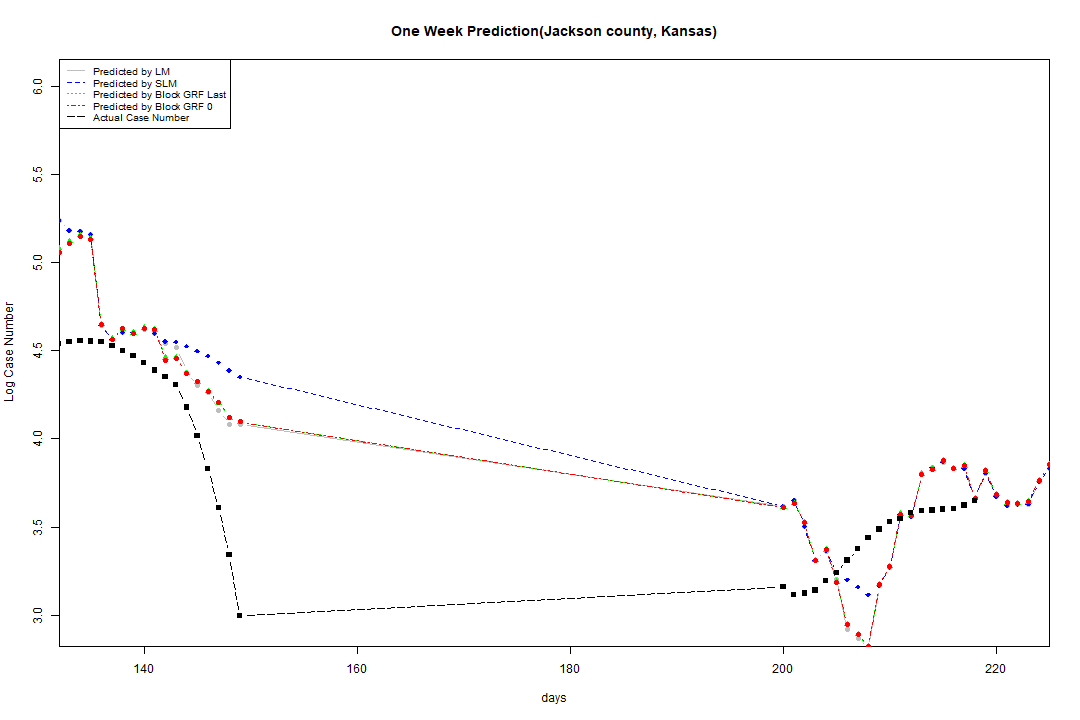 One Week Prediction(Jackson county, Kansas)
Predicted by LM
Predicted by SLM
Predicted by Block GRF Last
Predicted by Block GRF 0
Actual Case Number
Log Case Number
6.0
5.5
5.0
4.5
4.0
3.5
3.0
140 160 180 200 220
days